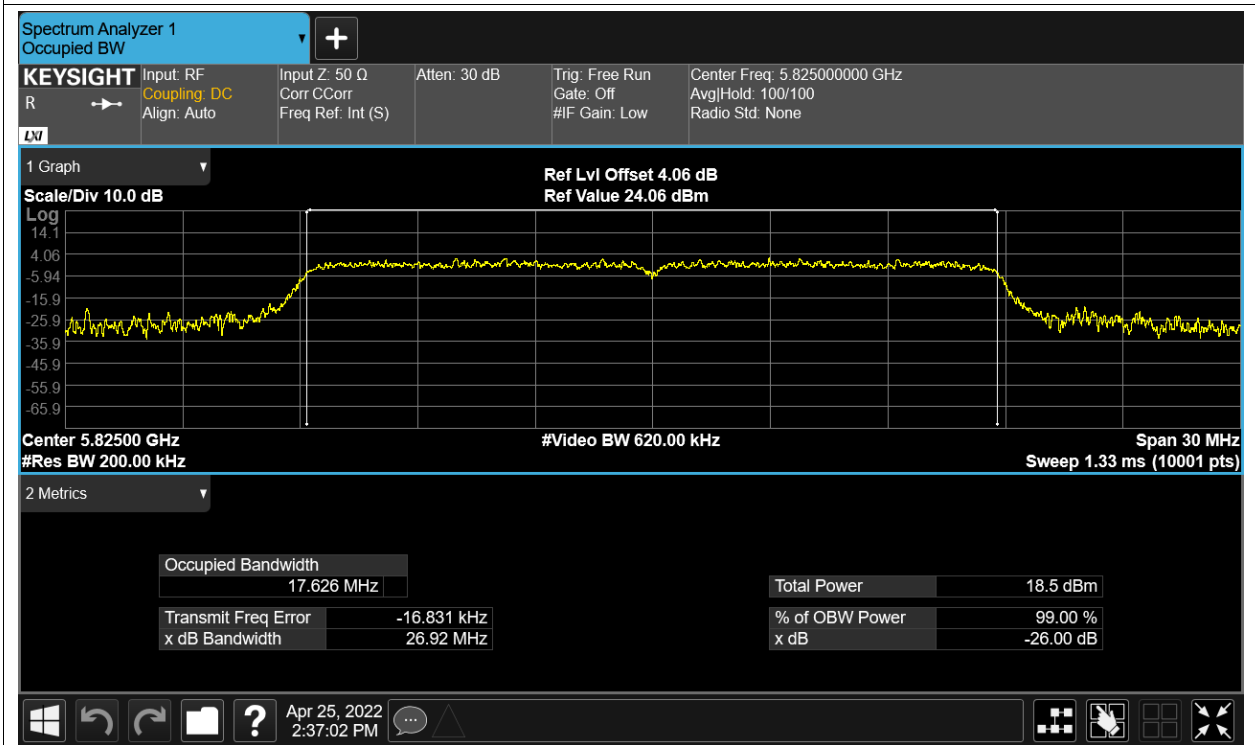 Spectrum Analyzer 1
Occupied BW
KEYSIGHT
R
LXI
Input: RF
Coupling: DC
Align: Auto
Input Z: 50 Ω
Corr CCorr
Freq Ref: Int (S)
Atten: 30 dB
Trig: Free Run
Gate: Off
#IF Gain: Low
Center Freq: 5.825000000 GHz
Avg|Hold: 100/100
Radio Std: None
1 Graph
Scale/Div 10.0 dB
Ref Lvl Offset 4.06 dB
Ref Value 24.06 dBm
Log
14.1
4.06
-5.94
-15.9
-25.9
-35.9
-45.9
-55.9
-65.9
Center 5.82500 GHz
#Res BW 200.00 kHz
#Video BW 620.00 kHz
Span 30 MHz
Sweep 1.33 ms (10001 pts)
2 Metrics
Occupied Bandwidth
17.626 MHz
Transmit Freq Error -16.831 kHz
x dB Bandwidth 26.92 MHz
Total Power 18.5 dBm
% of OBW Power 99.00 %
x dB -26.00 dB
Apr 25, 2022
2:37:02 PM